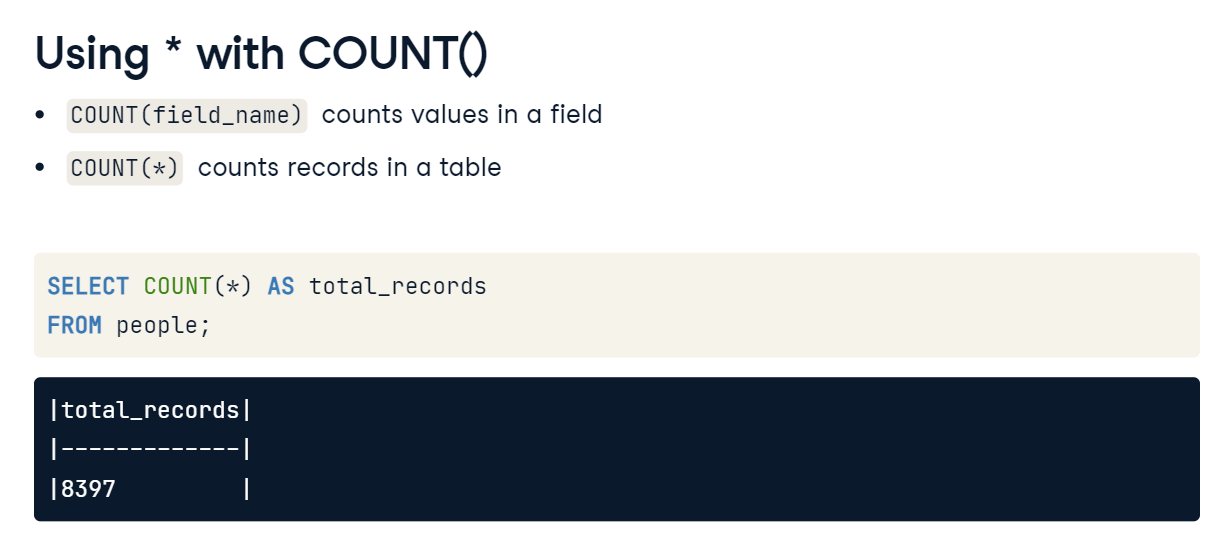 Using * with COUNT()
• COUNT(field_name) counts values in a field
• COUNT(*) counts records in a table
SELECT COUNT(*) AS total_records
FROM people;
|total_records|
|-------------|
|8397         |